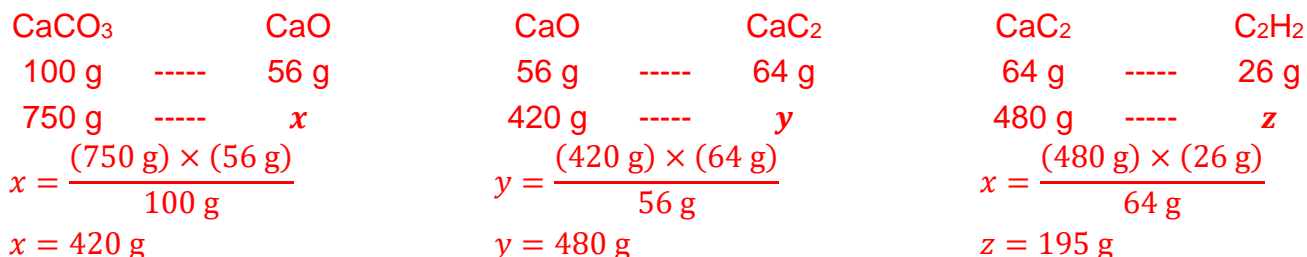 CaCO₃ CaO
100 g ----- 56 g
750 g ----- x
x = (750 g) × (56 g) / 100 g
x = 420 g
CaO CaC₂
56 g ----- 64 g
420 g ----- y
y = (420 g) × (64 g) / 56 g
y = 480 g
CaC₂ C₂H₂
64 g ----- 26 g
480 g ----- z
x = (480 g) × (26 g) / 64 g
z = 195 g